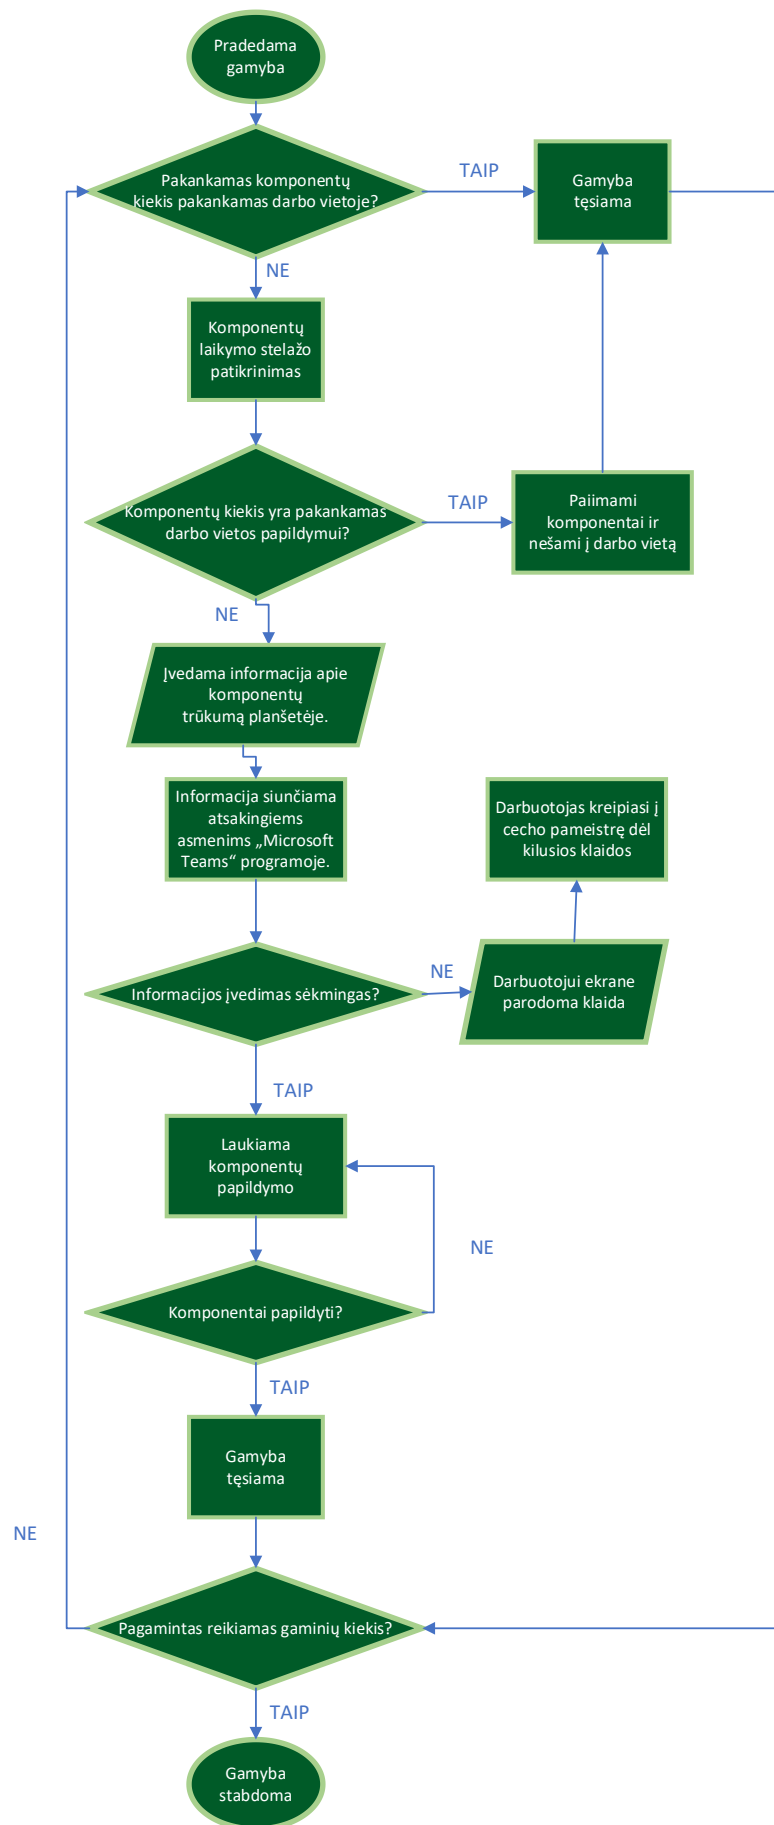 Pradedama
gamyba
Pakankamas komponentų
kiekis pakankamas darbo vietoje?
TAIP
Gamyba
tęsiama
NE
Komponentų
laikymo stelažo
patikrinimas
Komponentų kiekis yra pakankamas
darbo vietos papildymui?
TAIP
Paiimami
komponentai ir
nešami į darbo vietą
NE
Įvedama informacija apie
komponentų
trūkumą planšetėje.
Informacija siunčiama
atsakingiems
asmenims „Microsoft
Teams“ programoje.
Darbuotojas kreipiasi į
cecho pameistrę dėl
kilusios klaidos
Informacijos įvedimas sėkmingas?
NE
Darbuotojui ekrane
parodoma klaida
TAIP
Laukiama
komponentų
papildymo
NE
Komponentai papildyti?
TAIP
Gamyba
tęsiama
NE
Pagamintas reikiamas gaminių kiekis?
TAIP
Gamyba
stabdoma